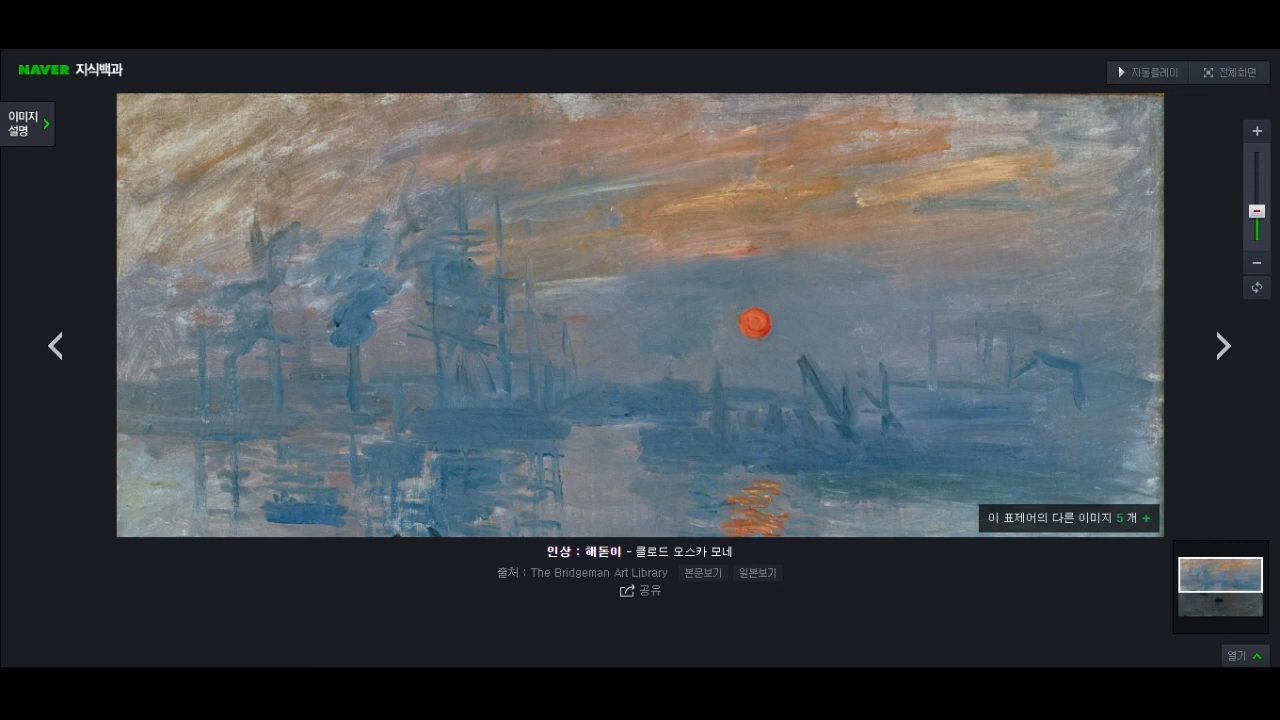 NAVER 지식백과
자동플레이
전체화면
이미지
설명
이 표제어의 다른 이미지 5 개 +
인상 : 해돋이 - 클로드 오스카 모네
출처 : The Bridgeman Art Library 본문보기 원본보기
공유
열기